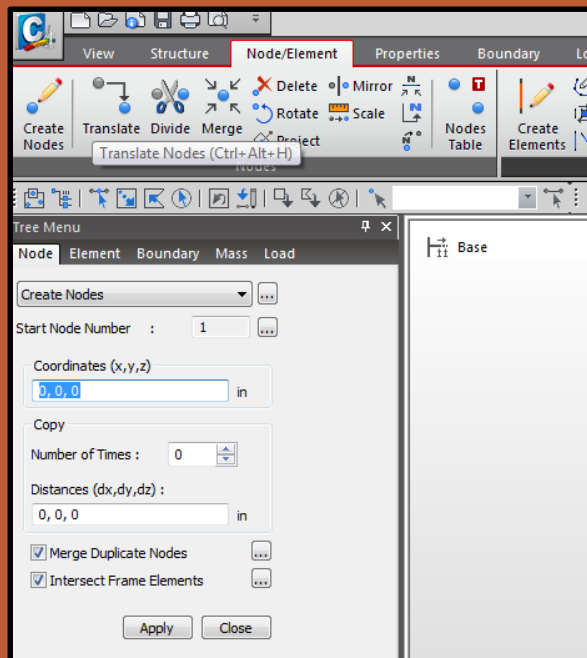 View Structure Node/Element Properties Boundary Lo
Create Nodes
Translate
Divide
Merge
Delete
Rotate
Project
Mirror
Scale
Nodes Table
Create Elements
Translate Nodes (Ctrl+Alt+H)
Nodes
Tree Menu
Node Element Boundary Mass Load
Create Nodes
Start Node Number : 1
Coordinates (x,y,z)
0, 0, 0 in
Copy
Number of Times : 0
Distances (dx,dy,dz) :
0, 0, 0 in
Merge Duplicate Nodes
Intersect Frame Elements
Apply Close
Base